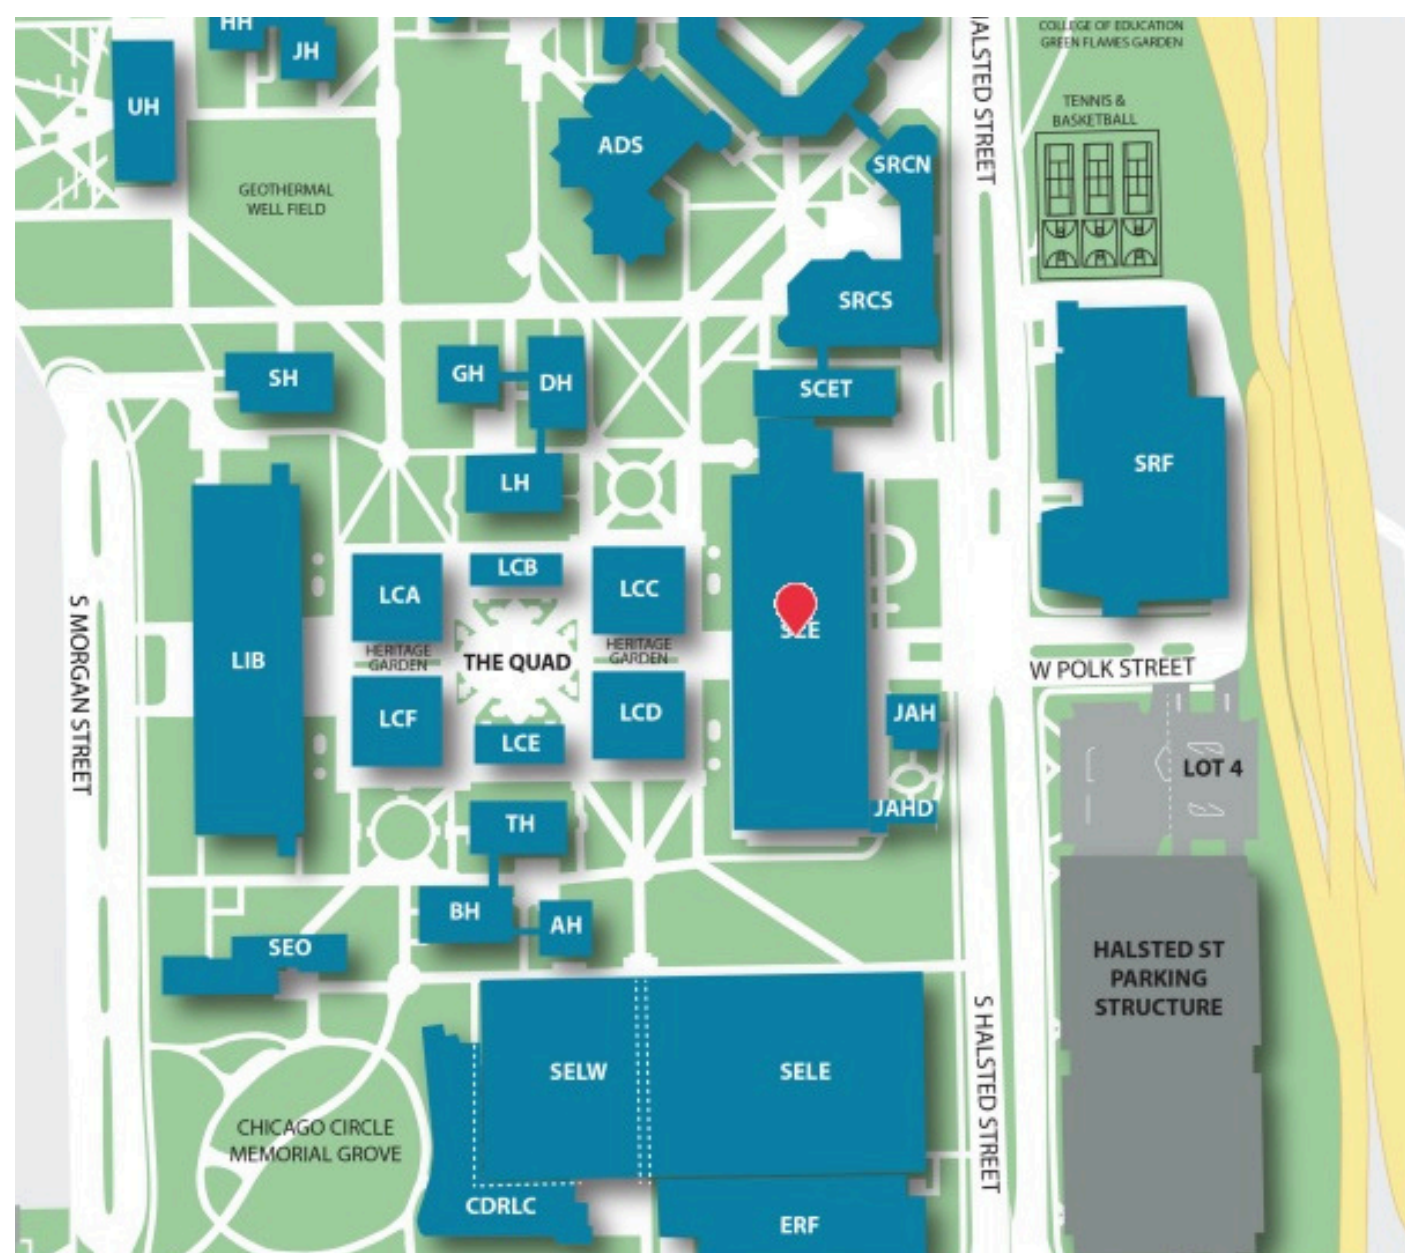 HH
JH
UH
ADS
SRCN
HALSTED STREET
COLLEGE OF EDUCATION
GREEN FLAMES GARDEN
TENNIS &
BASKETBALL
GEOTHERMAL
WELL FIELD
SRCS
SH
GH
DH
SCET
SRF
LH
LCA
LCB
LCC
HERITAGE
GARDEN
THE QUAD
HERITAGE
GARDEN
LIB
S MORGAN STREET
W POLK STREET
LCF
LCE
LCD
JAH
LOT 4
TH
JAHD
BH
AH
SEO
HALSTED ST
PARKING
STRUCTURE
S HALSTED STREET
SELW
SELE
CHICAGO CIRCLE
MEMORIAL GROVE
CDRLC
ERF